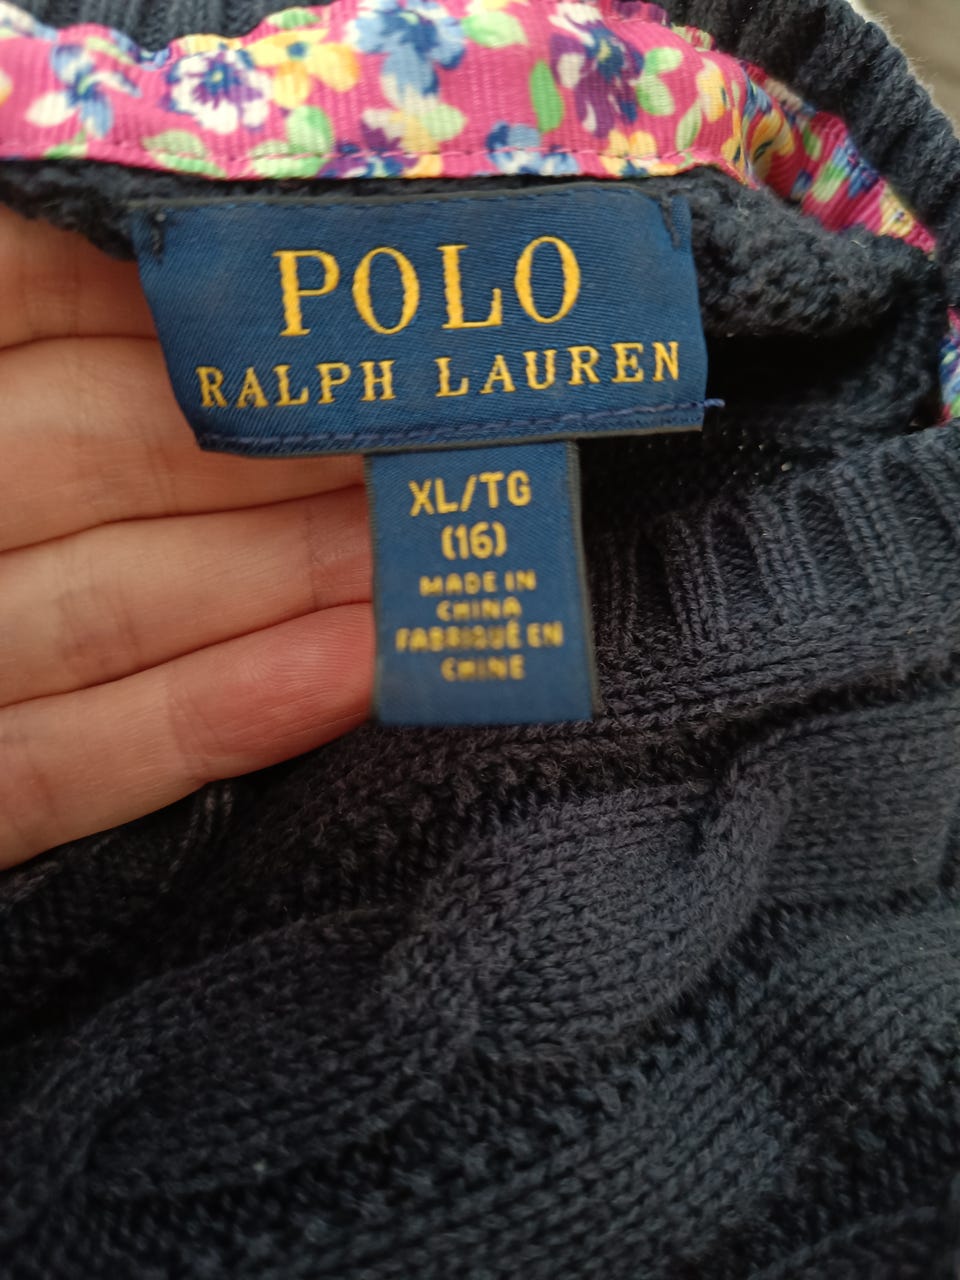 POLO
RALPH LAUREN
XL/TG
(16)
MADE IN
CHINA
FABRIQUÉ EN
CHINE